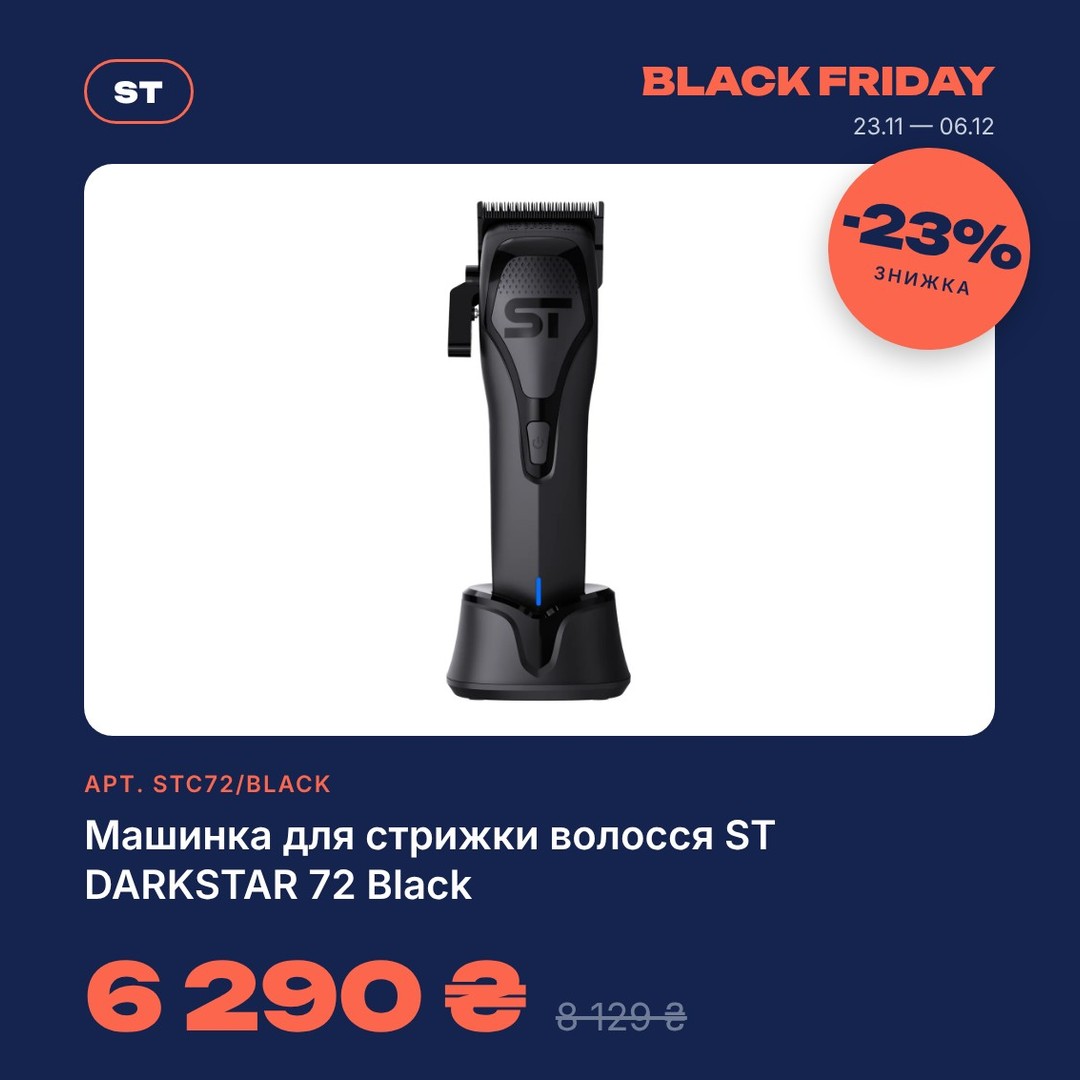 ST
BLACK FRIDAY
23.11 — 06.12
-23%
ЗНИЖКА
ST
АРТ. STC72/BLACK
Машинка для стрижки волосся ST
DARKSTAR 72 Black
6 290 ₴ 8 129 ₴